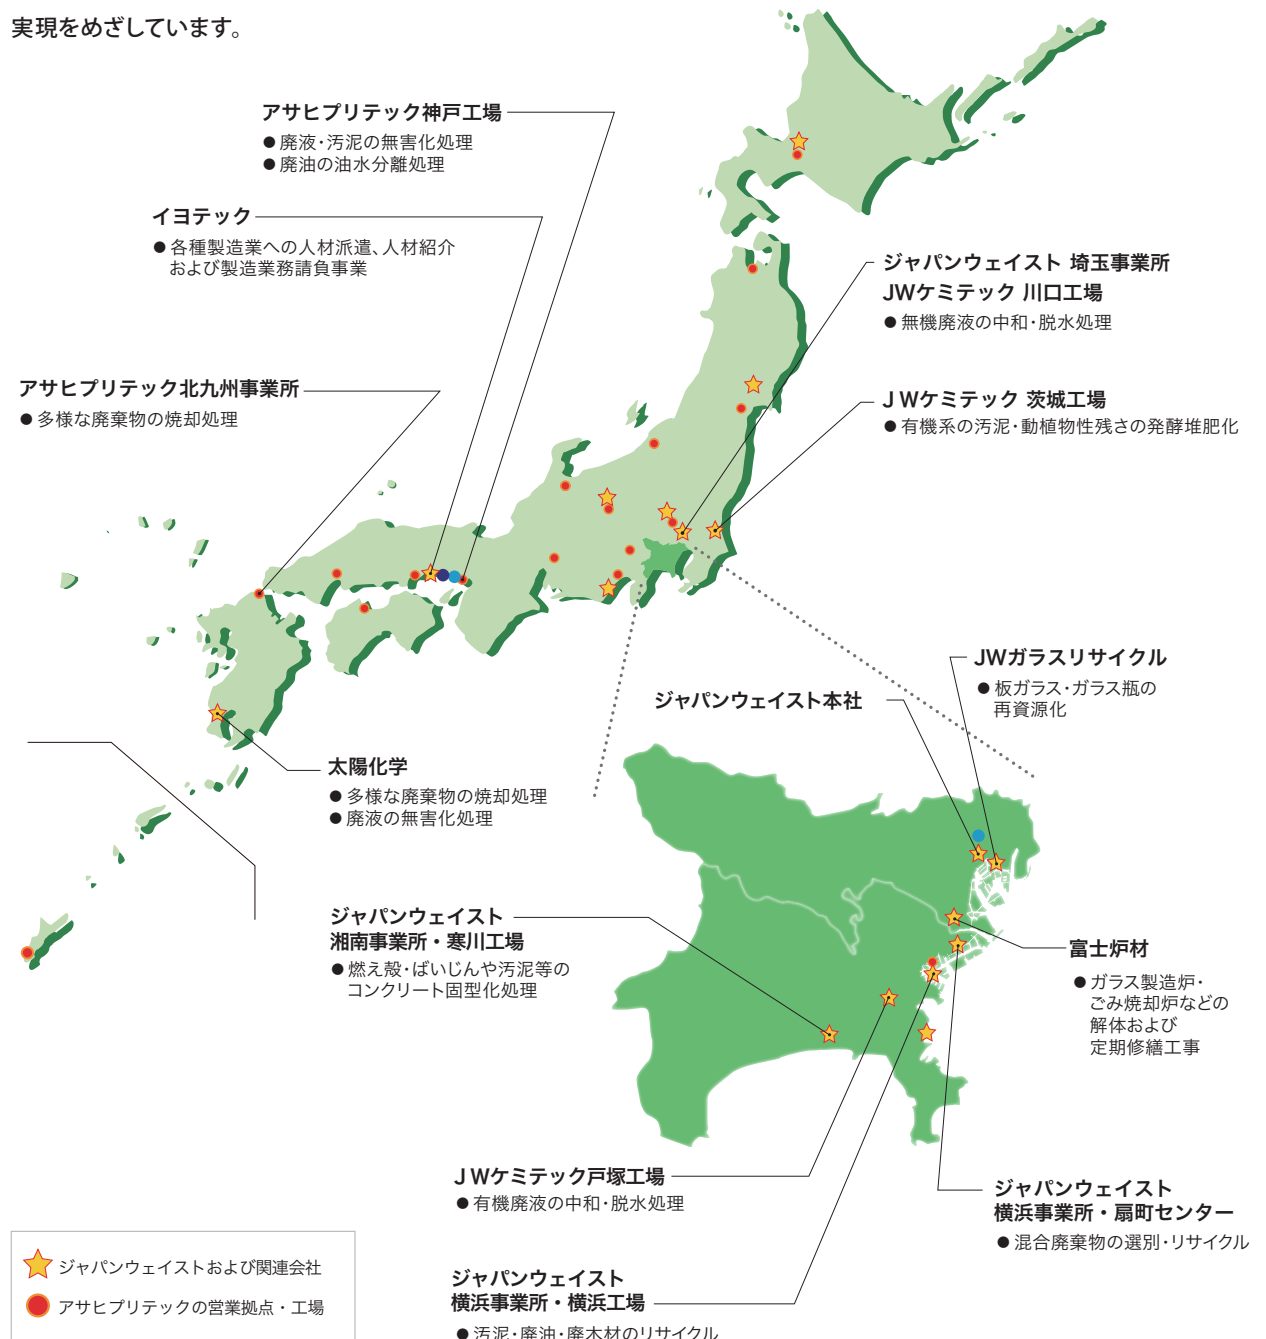 実現をめざしています。
アサヒプリテック神戸工場
● 廃液・汚泥の無害化処理
● 廃油の油水分離処理
イヨテック
● 各種製造業への人材派遣、人材紹介
および製造業務請負事業
アサヒプリテック北九州事業所
● 多様な廃棄物の焼却処理
ジャパンウェイスト 埼玉事業所
JWケミテック 川口工場
● 無機廃液の中和・脱水処理
JWケミテック 茨城工場
● 有機系の汚泥・動植物性残さの発酵堆肥化
JWガラスリサイクル
● 板ガラス・ガラス瓶の
再資源化
ジャパンウェイスト本社
太陽化学
● 多様な廃棄物の焼却処理
● 廃液の無害化処理
ジャパンウェイスト
湘南事業所・寒川工場
● 燃え殻・ばいじんや汚泥等の
コンクリート固型化処理
富士炉材
● ガラス製造炉・
ごみ焼却炉などの
解体および
定期修繕工事
JWケミテック戸塚工場
● 有機廃液の中和・脱水処理
ジャパンウェイスト
横浜事業所・扇町センター
● 混合廃棄物の選別・リサイクル
ジャパンウェイスト
横浜事業所・横浜工場
● 汚泥・廃油・廃木材のリサイクル
ジャパンウェイストおよび関連会社
アサヒプリテックの営業拠点・工場